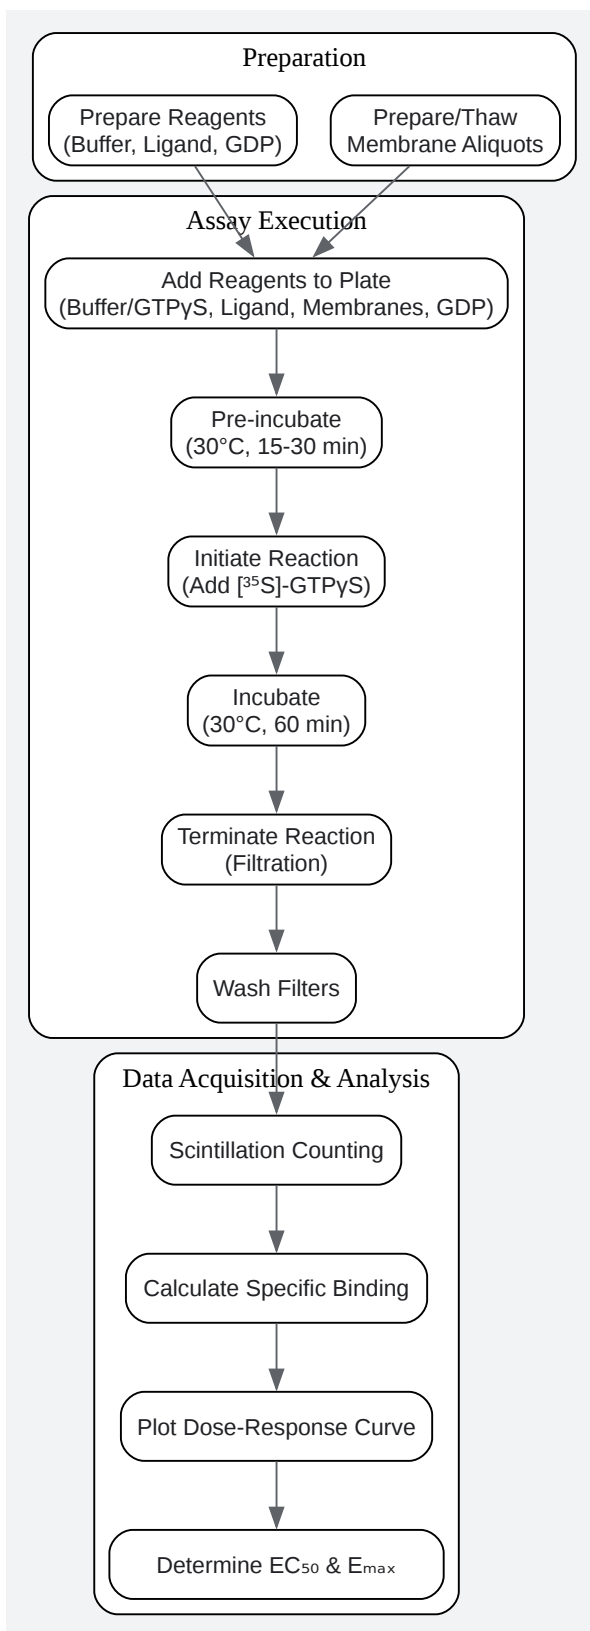 Preparation
Prepare Reagents
(Buffer, Ligand, GDP)
Prepare/Thaw
Membrane Aliquots
Assay Execution
Add Reagents to Plate
(Buffer/GTPγS, Ligand, Membranes, GDP)
Pre-incubate
(30°C, 15-30 min)
Initiate Reaction
(Add [³⁵S]-GTPγS)
Incubate
(30°C, 60 min)
Terminate Reaction
(Filtration)
Wash Filters
Data Acquisition & Analysis
Scintillation Counting
Calculate Specific Binding
Plot Dose-Response Curve
Determine EC₅₀ & Eₘₐₓ